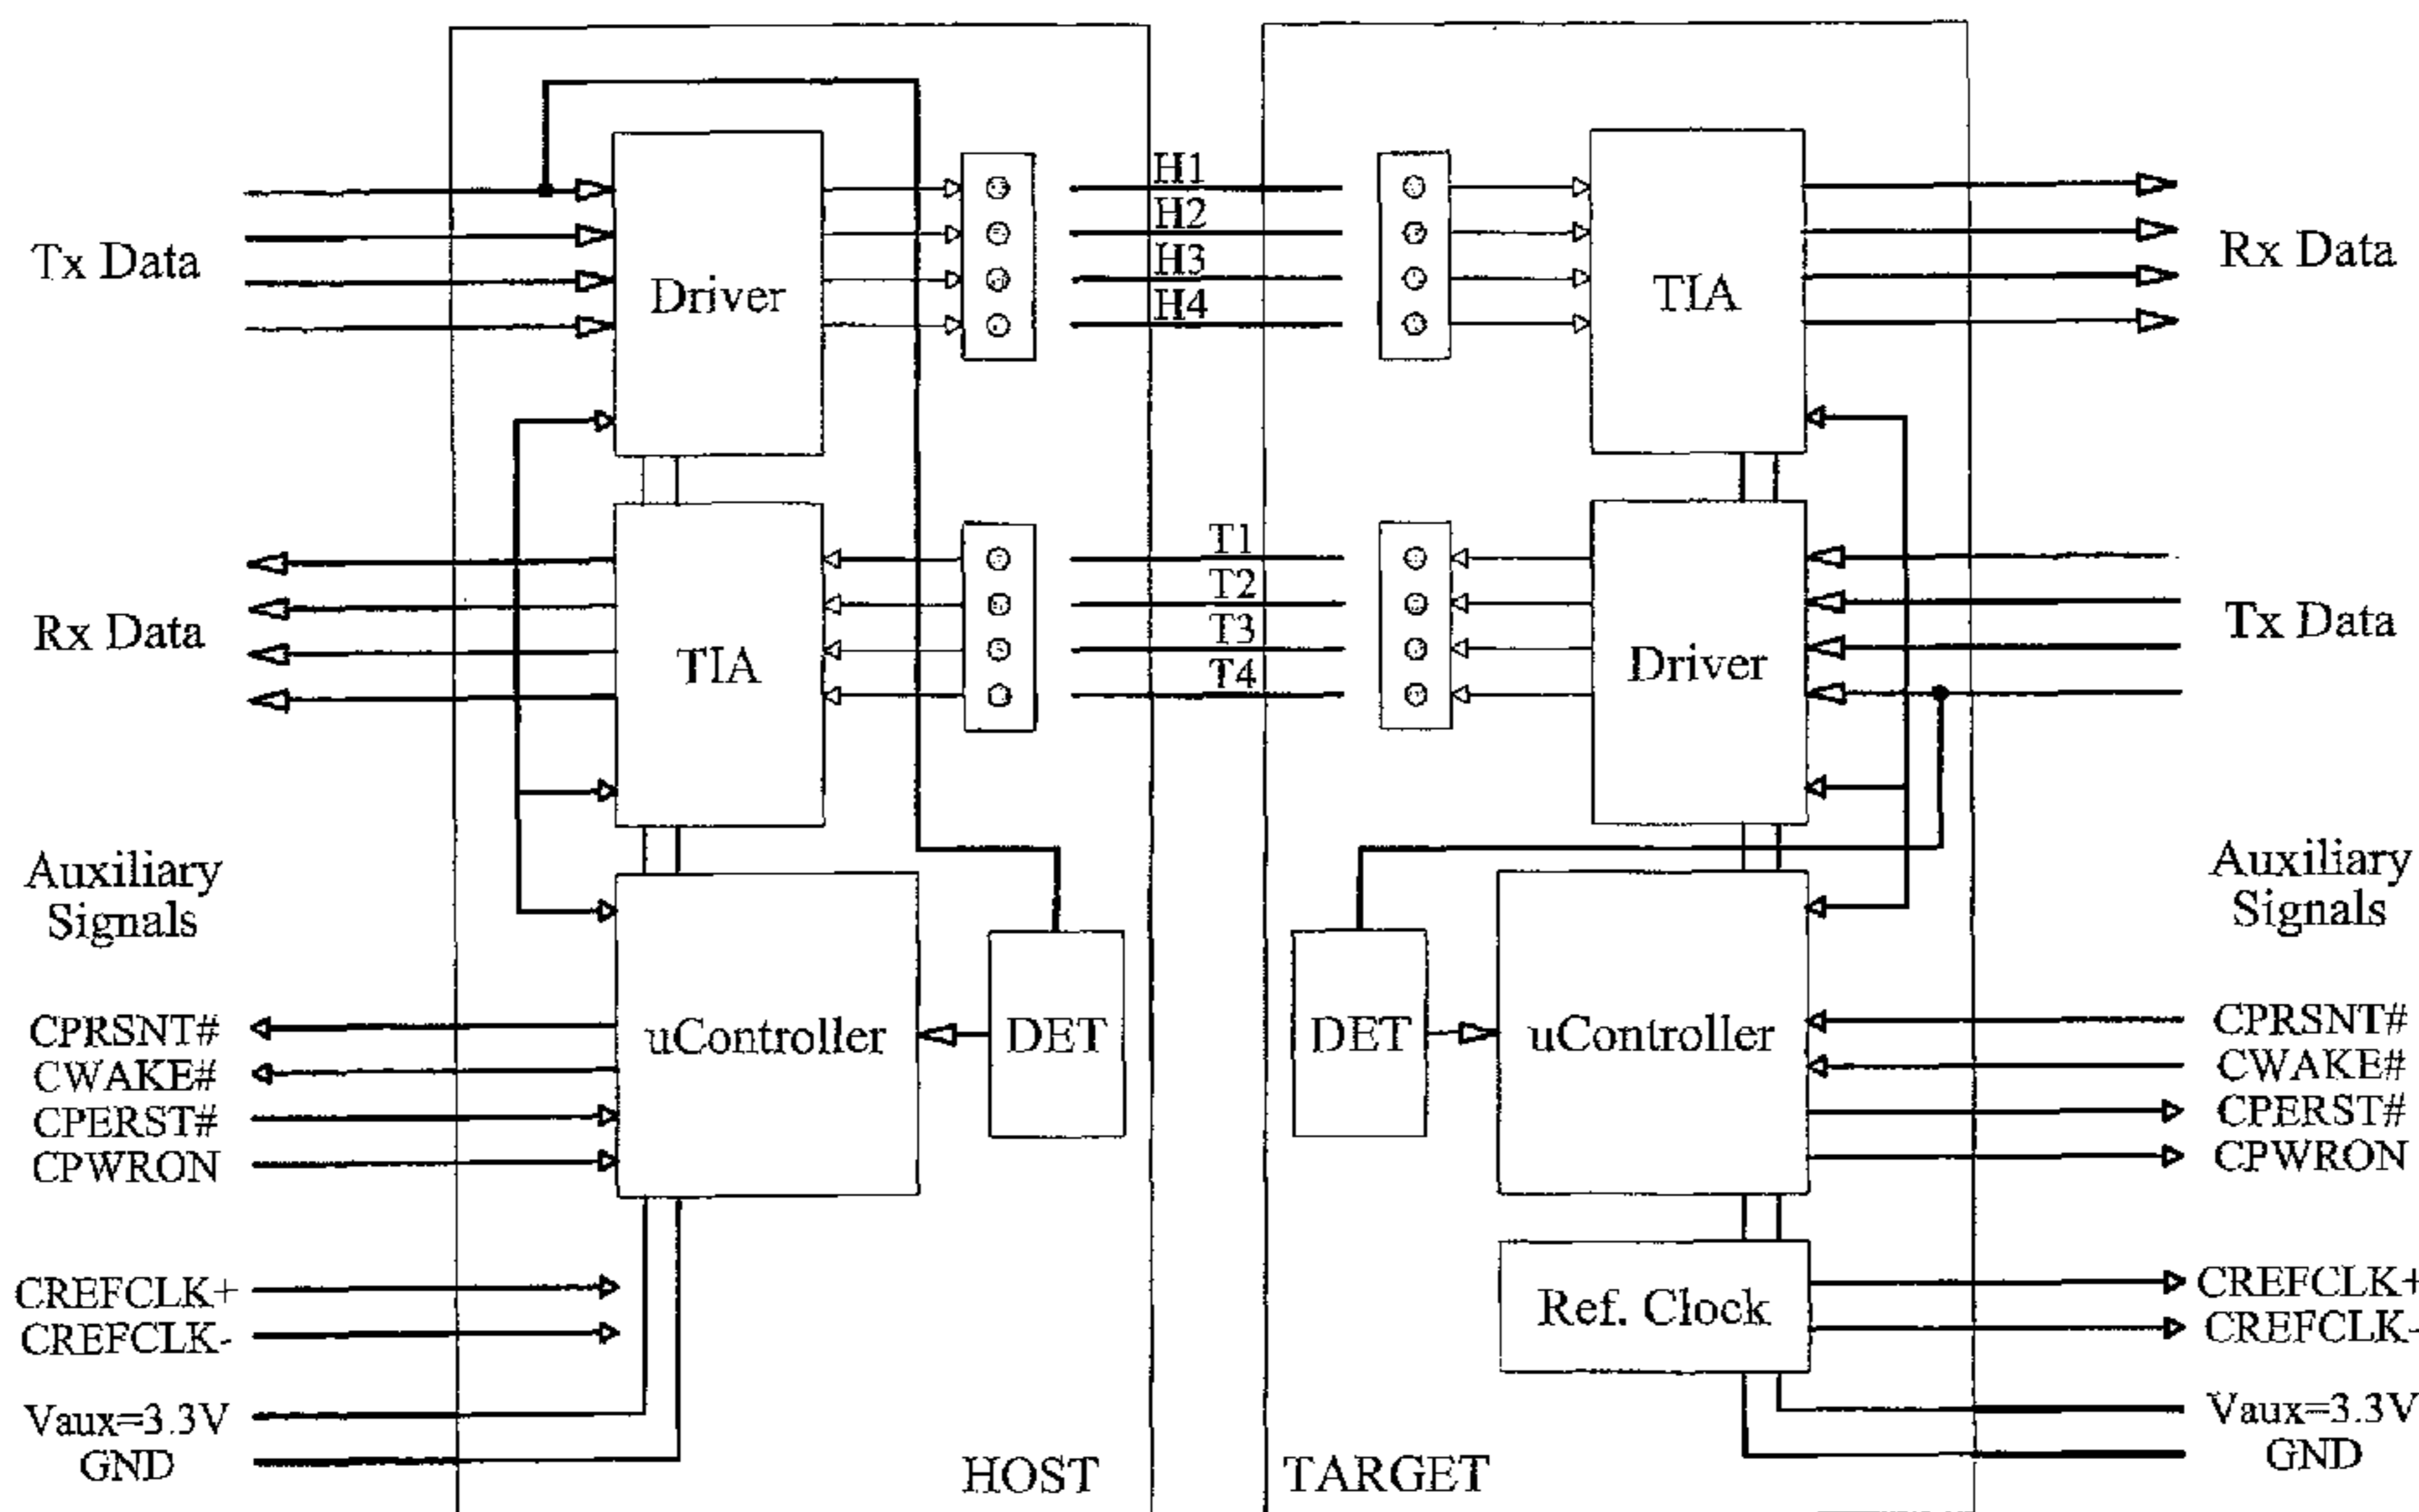 Tx Data
Rx Data
Auxiliary
Signals
CPRSNT#
CWAKE#
CPERST#
CPWRON
CREFCLK+
CREFCLK-
Vaux=3.3V
GND
Driver
TIA
uController
DET
HOST
H1
H2
H3
H4
T1
T2
T3
T4
TIA
Driver
DET
uController
Ref. Clock
TARGET
Rx Data
Tx Data
Auxiliary
Signals
CPRSNT#
CWAKE#
CPERST#
CPWRON
CREFCLK+
CREFCLK-
Vaux=3.3V
GND